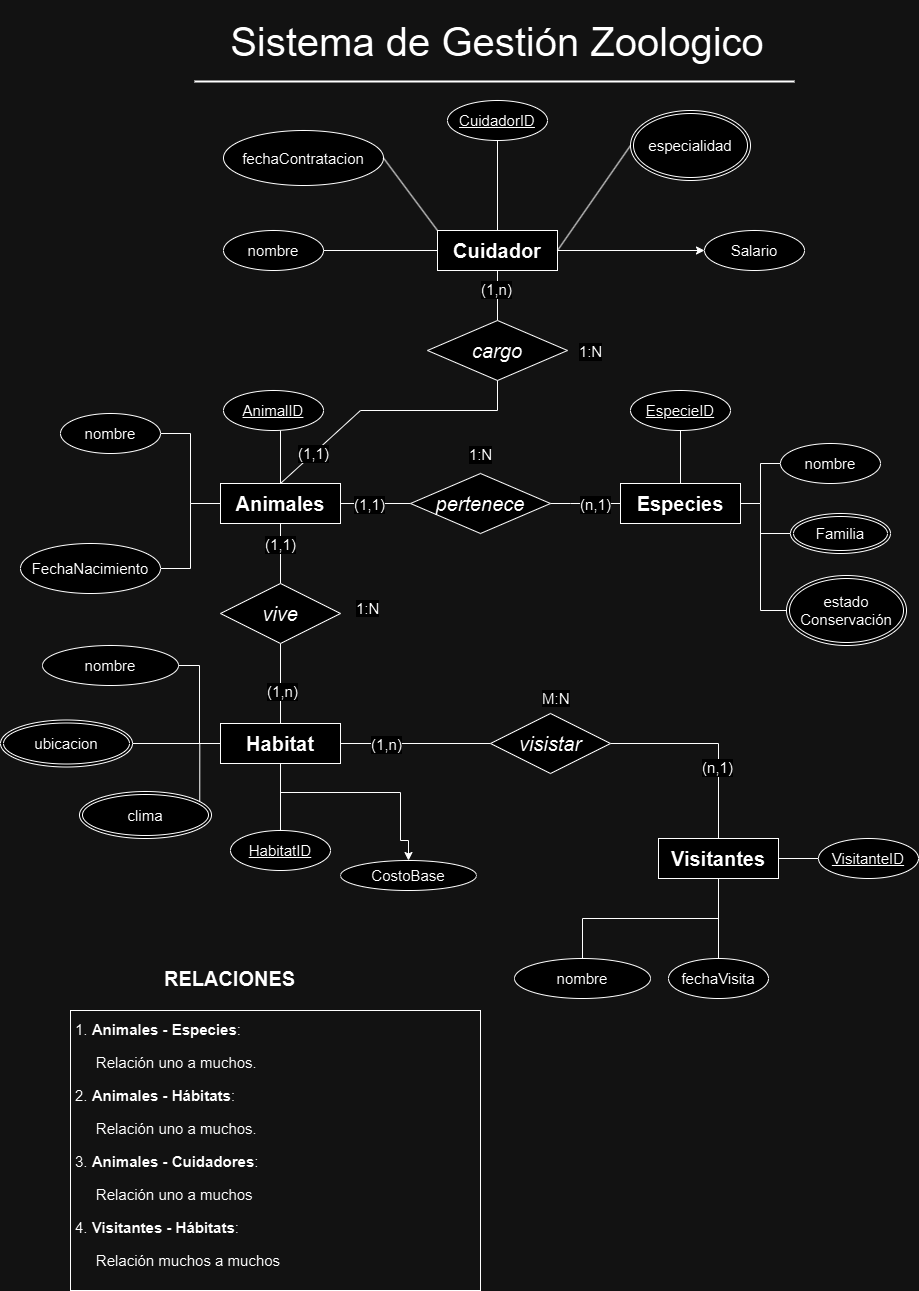 Sistema de Gestión Zoologico
CuidadorID
fechaContratacion
especialidad
nombre
Cuidador
Salario
(1,n)
cargo
1:N
AnimalID
EspecieID
nombre
(1,1)
1:N
nombre
Animales
(1,1)
pertenece
(n,1)
Especies
Familia
(1,1)
FechaNacimiento
estado
Conservación
vive
1:N
nombre
(1,n)
M:N
ubicacion
Habitat
(1,n)
visistar
(n,1)
clima
HabitatID
CostoBase
Visitantes
VisitanteID
nombre
fechaVisita
RELACIONES
1. Animales - Especies:
Relación uno a muchos.
2. Animales - Hábitats:
Relación uno a muchos.
3. Animales - Cuidadores:
Relación uno a muchos
4. Visitantes - Hábitats:
Relación muchos a muchos